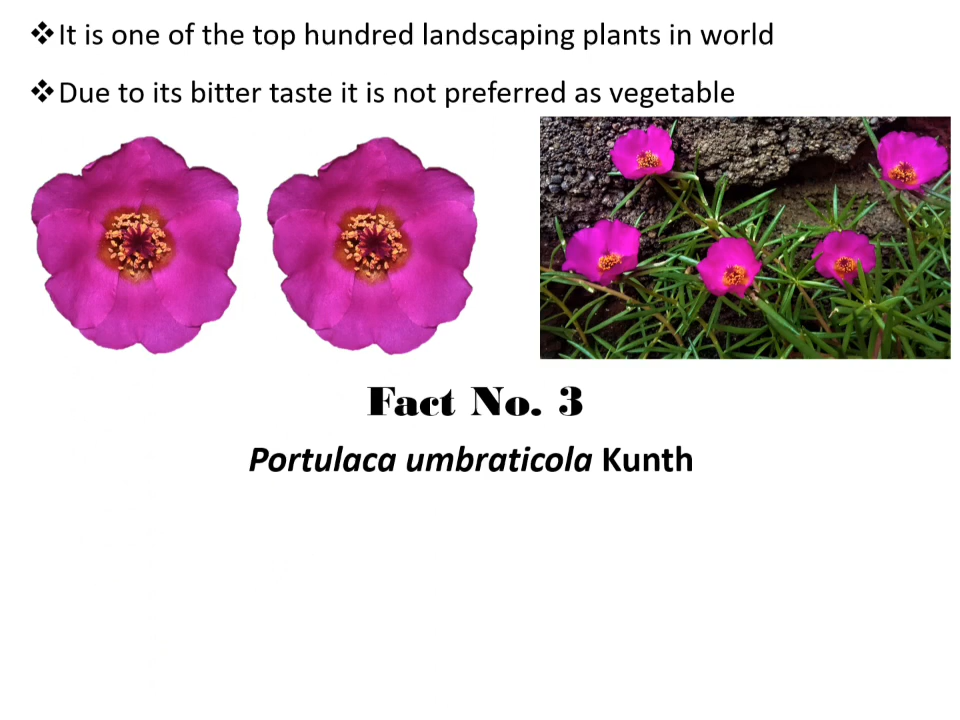 ❖It is one of the top hundred landscaping plants in world
❖Due to its bitter taste it is not preferred as vegetable
Fact No. 3
Portulaca umbraticola Kunth